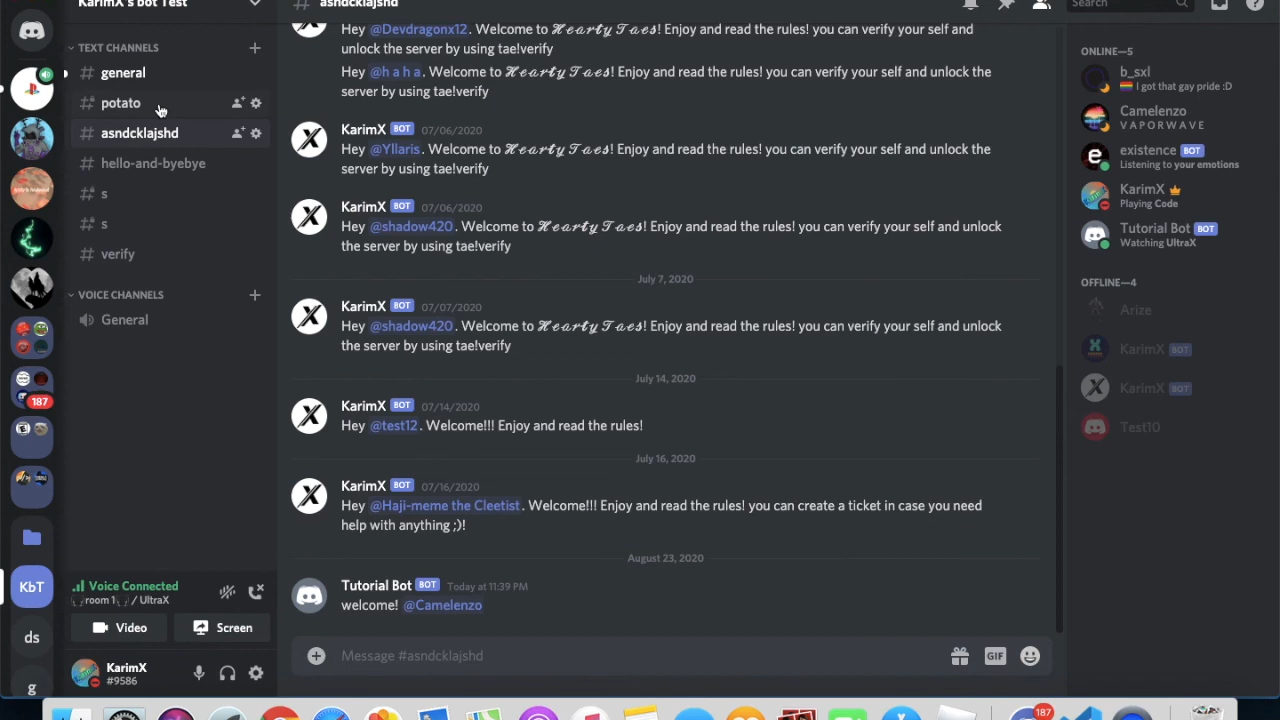 KarimX's bot Test
TEXT CHANNELS
general
potato
asndcklajshd
hello-and-byebye
s
s
verify
VOICE CHANNELS
General
Voice Connected
room 1 / UltraX
Video
Screen
KarimX
#9586
187
KbT
ds
g
asndcklajshd
Search
Hey @Devdragonx12. Welcome to 𝓗𝓮𝓪𝓻𝓽𝔂 𝓣𝓪𝓮𝓼! Enjoy and read the rules! you can verify your self and
unlock the server by using tae!verify
Hey @h a h a. Welcome to 𝓗𝓮𝓪𝓻𝓽𝔂 𝓣𝓪𝓮𝓼! Enjoy and read the rules! you can verify your self and unlock the
server by using tae!verify
KarimX BOT 07/06/2020
Hey @Yllaris. Welcome to 𝓗𝓮𝓪𝓻𝓽𝔂 𝓣𝓪𝓮𝓼! Enjoy and read the rules! you can verify your self and unlock the
server by using tae!verify
KarimX BOT 07/06/2020
Hey @shadow420. Welcome to 𝓗𝓮𝓪𝓻𝓽𝔂 𝓣𝓪𝓮𝓼! Enjoy and read the rules! you can verify your self and unlock
the server by using tae!verify
July 7, 2020
KarimX BOT 07/07/2020
Hey @shadow420. Welcome to 𝓗𝓮𝓪𝓻𝓽𝔂 𝓣𝓪𝓮𝓼! Enjoy and read the rules! you can verify your self and unlock
the server by using tae!verify
July 14, 2020
KarimX BOT 07/14/2020
Hey @test12. Welcome!!! Enjoy and read the rules!
July 16, 2020
KarimX BOT 07/16/2020
Hey @Haji-meme the Cleetist. Welcome!!! Enjoy and read the rules! you can create a ticket in case you need
help with anything ;)!
August 23, 2020
Tutorial Bot BOT Today at 11:39 PM
welcome! @Camelenzo
Message #asndcklajshd
GIF
ONLINE—5
b_sxl
I got that gay pride :D
Camelenzo
V A P O R W A V E
existence BOT
Listening to your emotions
KarimX
Playing Code
Tutorial Bot BOT
Watching UltraX
OFFLINE—4
Arize
KarimX BOT
KarimX BOT
Test10
187